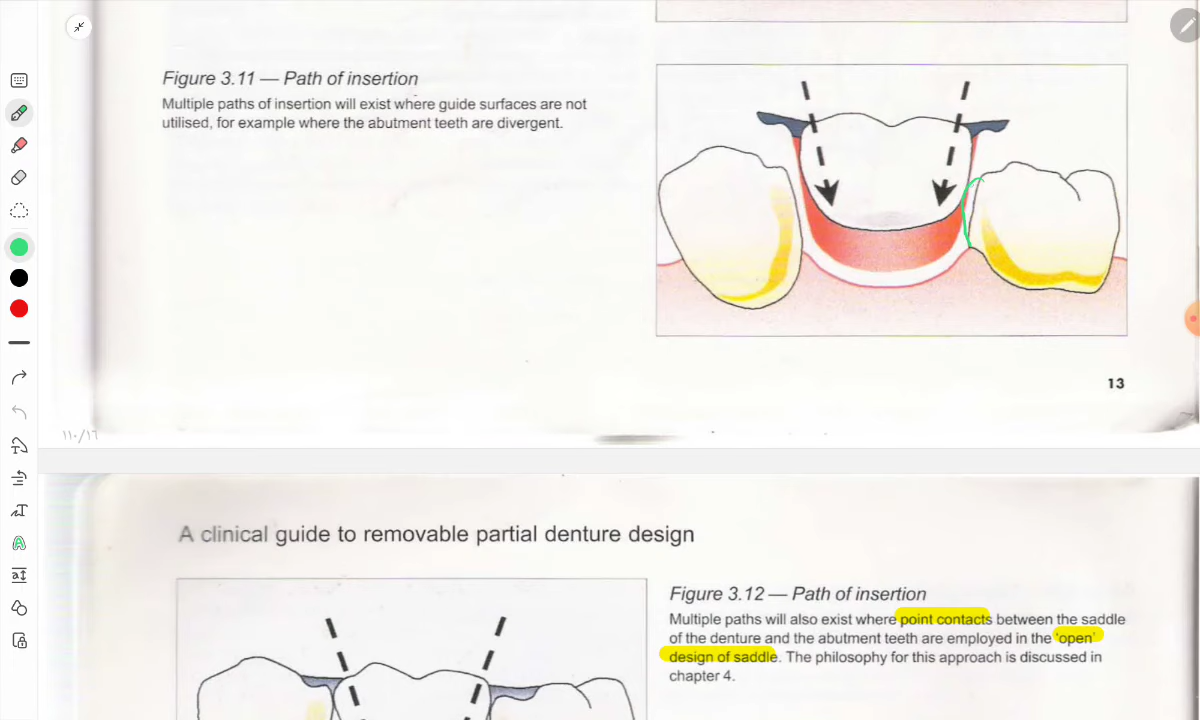 Figure 3.11 — Path of insertion
Multiple paths of insertion will exist where guide surfaces are not
utilised, for example where the abutment teeth are divergent.
13
١١٠/١٦
A clinical guide to removable partial denture design
Figure 3.12 — Path of insertion
Multiple paths will also exist where point contacts between the saddle
of the denture and the abutment teeth are employed in the 'open'
design of saddle. The philosophy for this approach is discussed in
chapter 4.